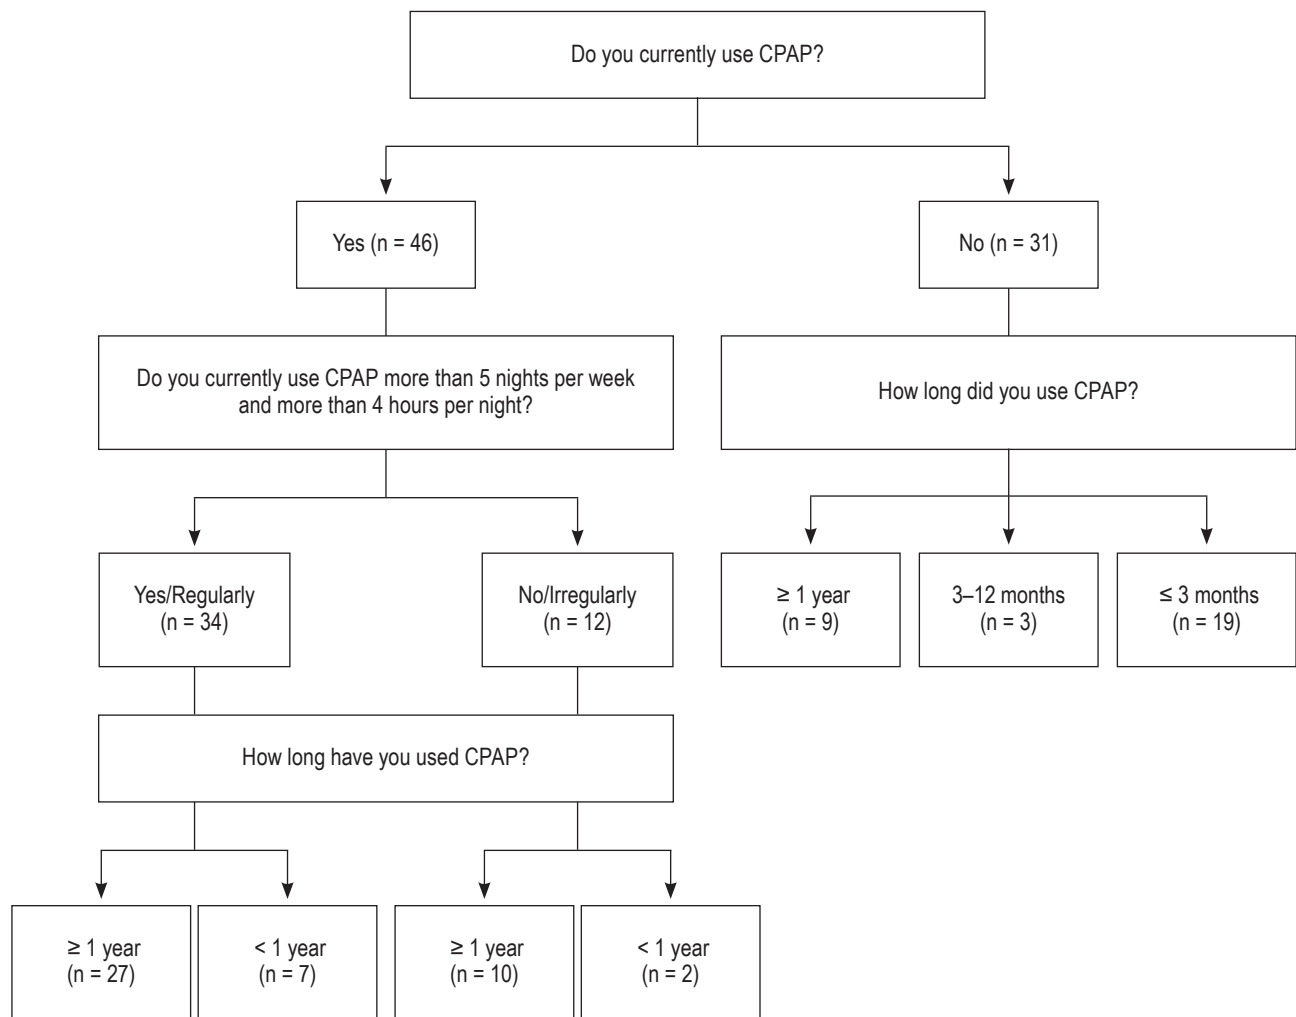 Do you currently use CPAP?
Yes (n = 46)
No (n = 31)
Do you currently use CPAP more than 5 nights per week
and more than 4 hours per night?
How long did you use CPAP?
Yes/Regularly
(n = 34)
No/Irregularly
(n = 12)
≥ 1 year
(n = 9)
3–12 months
(n = 3)
≤ 3 months
(n = 19)
How long have you used CPAP?
≥ 1 year
(n = 27)
< 1 year
(n = 7)
≥ 1 year
(n = 10)
< 1 year
(n = 2)